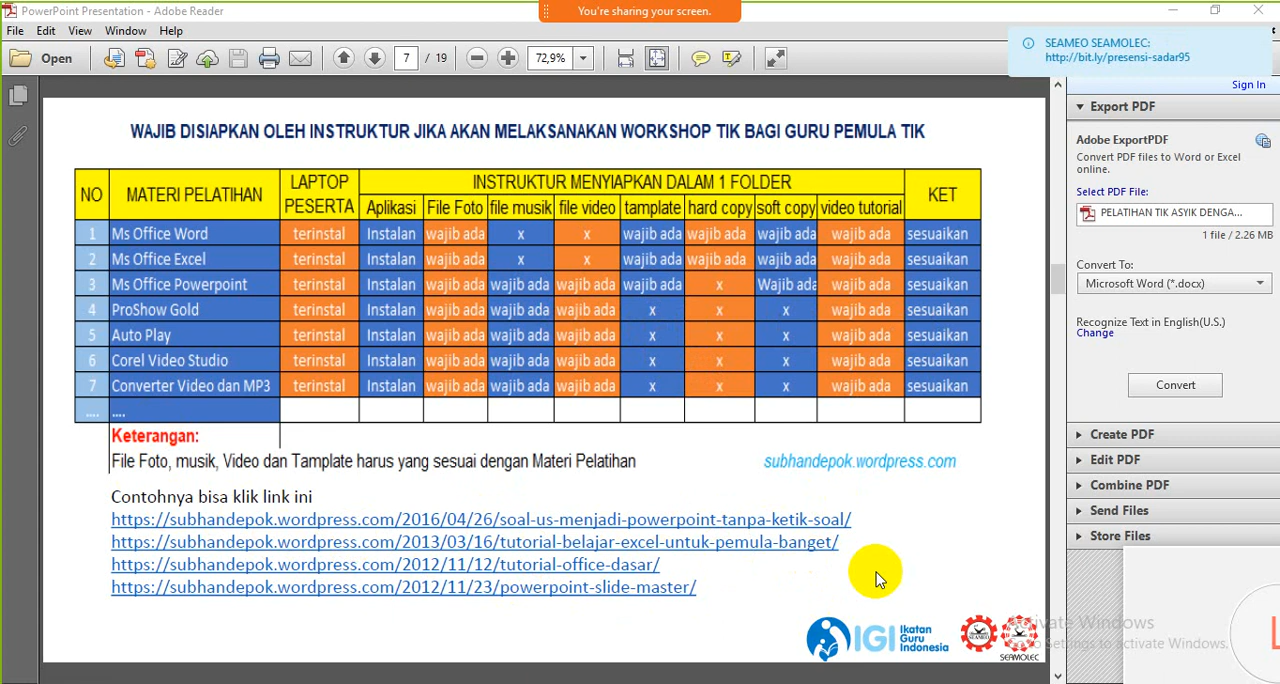 PowerPoint Presentation - Adobe Reader
You're sharing your screen.
File Edit View Window Help
SEAMEO SEAMOLEC:
http://bit.ly/presensi-sadar95
Open 7 / 19 72,9%
Sign In
WAJIB DISIAPKAN OLEH INSTRUKTUR JIKA AKAN MELAKSANAKAN WORKSHOP TIK BAGI GURU PEMULA TIK
NO MATERI PELATIHAN LAPTOP PESERTA INSTRUKTUR MENYIAPKAN DALAM 1 FOLDER KET
Aplikasi File Foto file musik file video tamplate hard copy soft copy video tutorial
1 Ms Office Word terinstal Instalan wajib ada x x wajib ada wajib ada wajib ada wajib ada sesuaikan
2 Ms Office Excel terinstal Instalan wajib ada x x wajib ada wajib ada wajib ada wajib ada sesuaikan
3 Ms Office Powerpoint terinstal Instalan wajib ada wajib ada wajib ada wajib ada x Wajib ada wajib ada sesuaikan
4 ProShow Gold terinstal Instalan wajib ada wajib ada wajib ada x x x wajib ada sesuaikan
5 Auto Play terinstal Instalan wajib ada wajib ada wajib ada x x x wajib ada sesuaikan
6 Corel Video Studio terinstal Instalan wajib ada wajib ada wajib ada x x x wajib ada sesuaikan
7 Converter Video dan MP3 terinstal Instalan wajib ada wajib ada wajib ada x x x wajib ada sesuaikan
.... ....
Keterangan:
File Foto, musik, Video dan Tamplate harus yang sesuai dengan Materi Pelatihan
subhandepok.wordpress.com
Contohnya bisa klik link ini
https://subhandepok.wordpress.com/2016/04/26/soal-us-menjadi-powerpoint-tanpa-ketik-soal/
https://subhandepok.wordpress.com/2013/03/16/tutorial-belajar-excel-untuk-pemula-banget/
https://subhandepok.wordpress.com/2012/11/12/tutorial-office-dasar/
https://subhandepok.wordpress.com/2012/11/23/powerpoint-slide-master/
IGI Ikatan
Guru
Indonesia
SEAMOLEC
Export PDF
Adobe ExportPDF
Convert PDF files to Word or Excel
online.
Select PDF File:
PELATIHAN TIK ASYIK DENGA...
1 file / 2.26 MB
Convert To:
Microsoft Word (*.docx)
Recognize Text in English(U.S.)
Change
Convert
Create PDF
Edit PDF
Combine PDF
Send Files
Store Files
Activate Windows
Go to Settings to activate Windows.